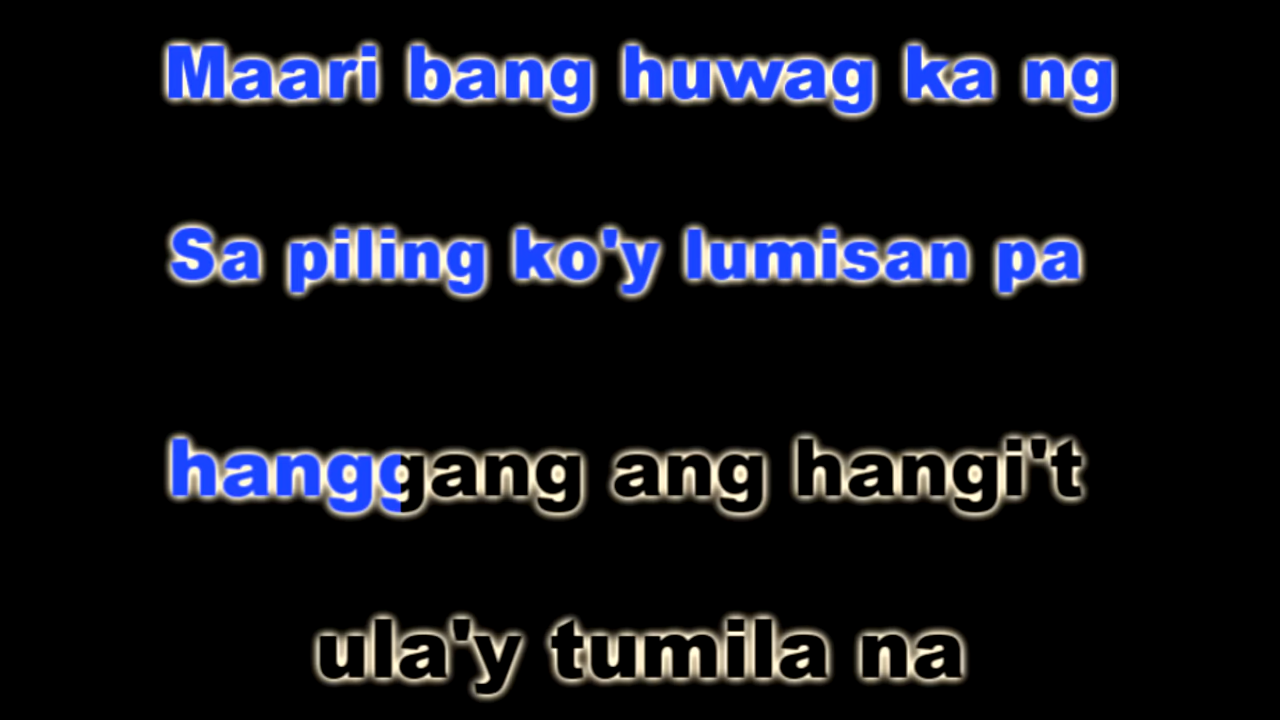 Maari bang huwag ka ng
Sa piling ko'y lumisan pa
hanggang ang hangi't
ula'y tumila na